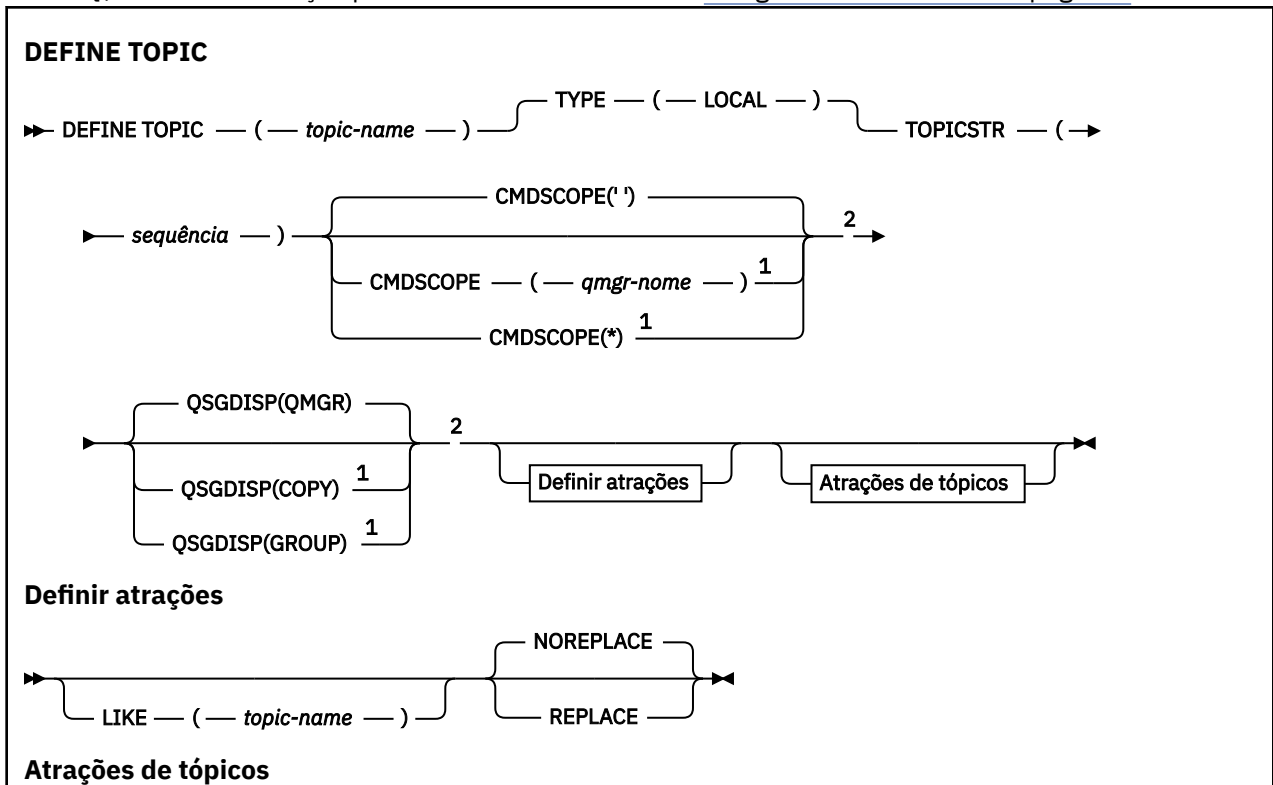 DEFINE TOPIC
TYPE ( LOCAL )
DEFINE TOPIC ( topic-name ) TOPICSTR (
CMDSCOPE(' ')
sequência ) 2
CMDSCOPE ( qmgr-nome ) 1
CMDSCOPE(*) 1
QSGDISP(QMGR)
2
QSGDISP(COPY) 1
Definir atrações Atrações de tópicos
QSGDISP(GROUP) 1
Definir atrações
NOREPLACE
LIKE ( topic-name ) REPLACE
Atrações de tópicos